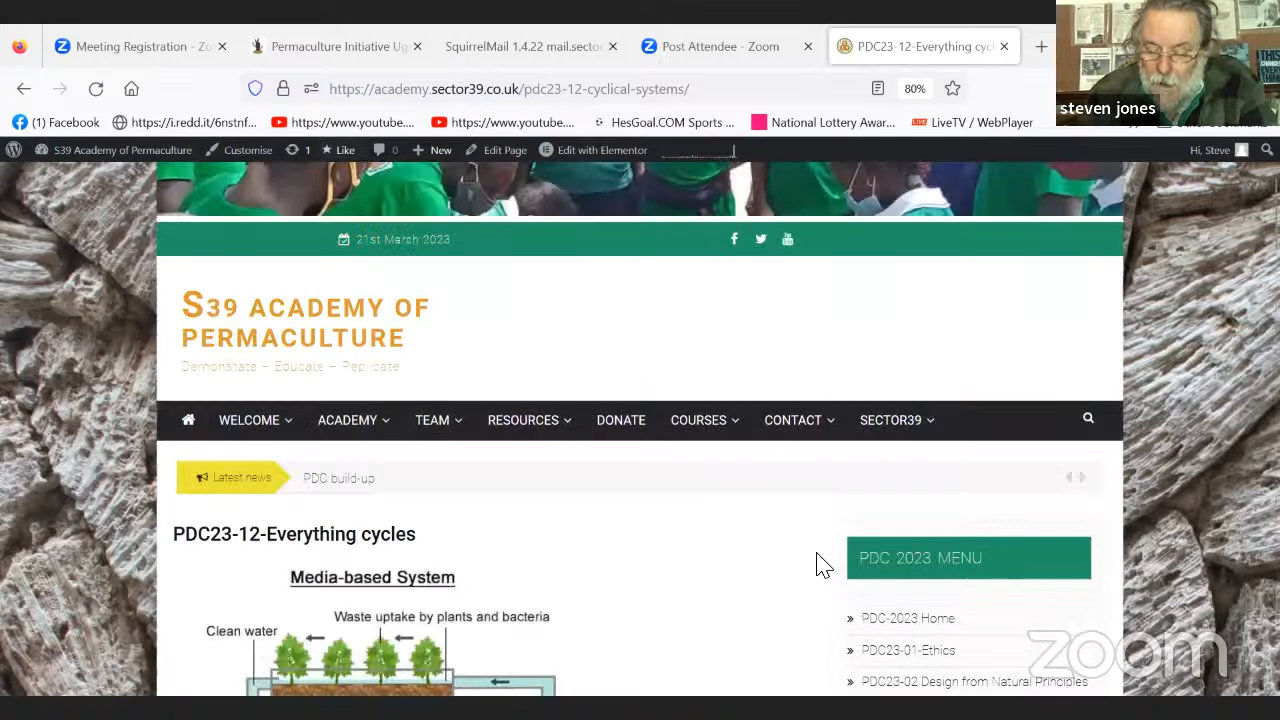 Meeting Registration - Zo
Permaculture Initiative Ug
SquirrelMail 1.4.22 mail.secto
Post Attendee - Zoom
PDC23-12-Everything cycl
steven jones
https://academy.sector39.co.uk/pdc23-12-cyclical-systems/
80%
(1) Facebook
https://i.redd.it/6nstnf...
https://www.youtube....
https://www.youtube....
HesGoal.COM Sports ...
National Lottery Awar...
LIVE LiveTV / WebPlayer
S39 Academy of Permaculture
Customise
1
Like
0
New
Edit Page
Edit with Elementor
Hi, Steve
21st March 2023
S39 ACADEMY OF
PERMACULTURE
Demonstate – Educate – Replicate
WELCOME
ACADEMY
TEAM
RESOURCES
DONATE
COURSES
CONTACT
SECTOR39
Latest news
PDC build-up
PDC23-12-Everything cycles
PDC 2023 MENU
Media-based System
Waste uptake by plants and bacteria
Clean water
PDC-2023 Home
PDC23-01-Ethics
PDC23-02 Design from Natural Principles
zoom